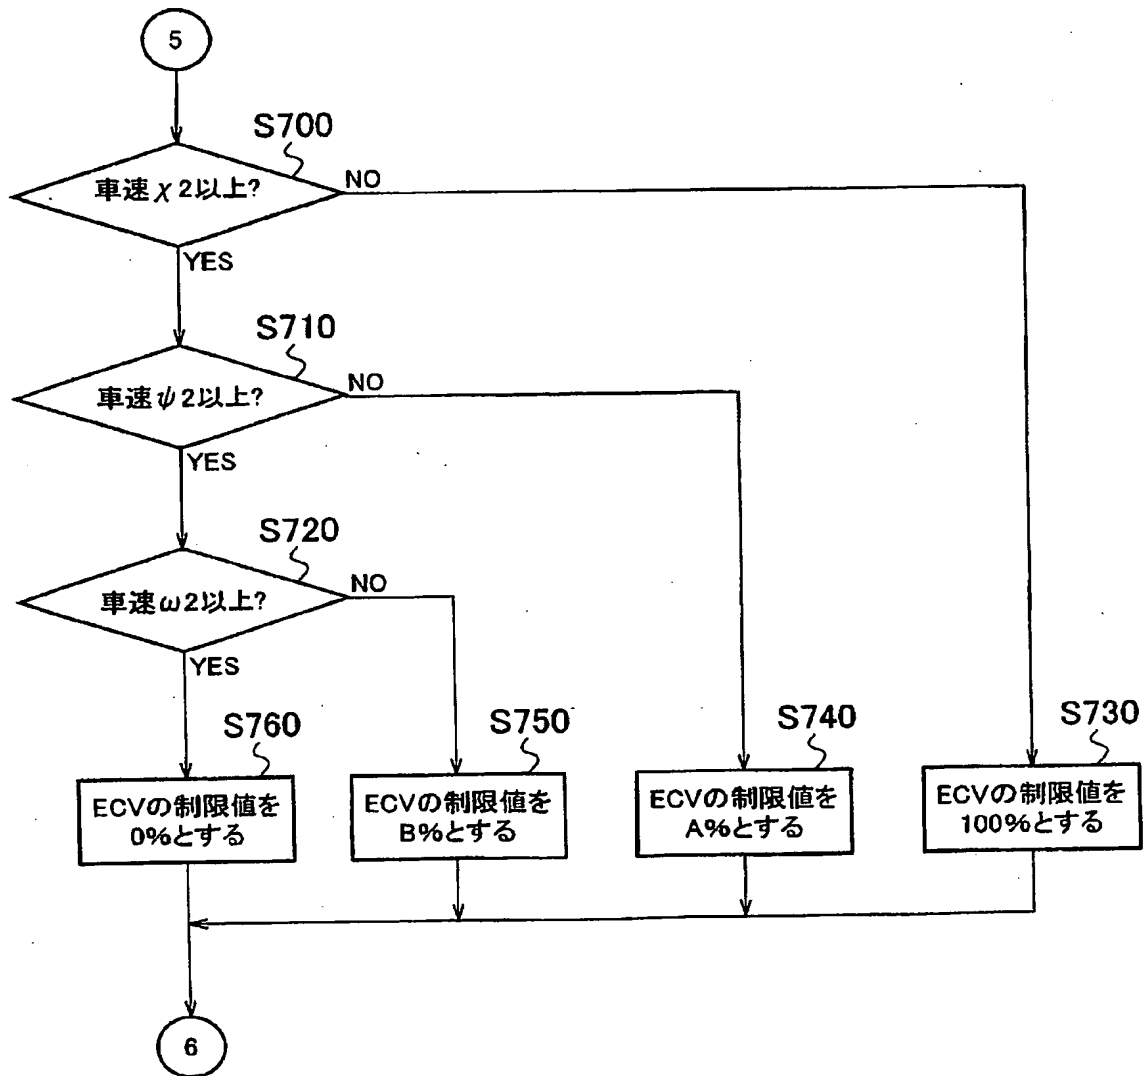 5
S700
車速χ2以上?
NO
YES
S710
車速ψ2以上?
NO
YES
S720
車速ω2以上?
NO
YES
S760
ECVの制限値を
0%とする
S750
ECVの制限値を
B%とする
S740
ECVの制限値を
A%とする
S730
ECVの制限値を
100%とする
6